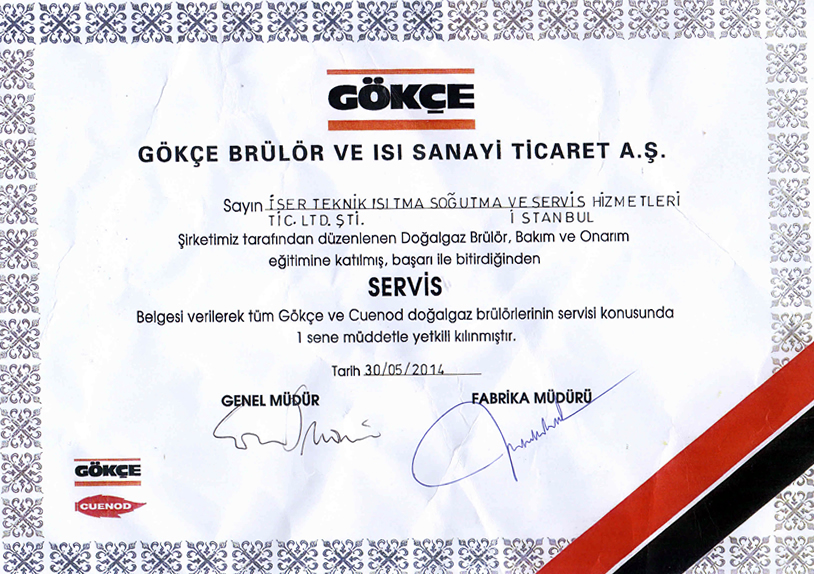 GÖKÇE
GÖKÇE BRÜLÖR VE ISI SANAYİ TİCARET A.Ş.
Sayın İŞER TEKNİK ISITMA SOĞUTMA VE SERVİS HİZMETLERİ
TİC. LTD. ŞTİ. İSTANBUL
Şirketimiz tarafından düzenlenen Doğalgaz Brülör, Bakım ve Onarım
eğitimine katılmış, başarı ile bitirdiğinden
SERVİS
Belgesi verilerek tüm Gökçe ve Cuenod doğalgaz brülörlerinin servisi konusunda
1 sene müddetle yetkili kılınmıştır.
Tarih 30/05/2014
GENEL MÜDÜR FABRİKA MÜDÜRÜ
GÖKÇE
CUENOD